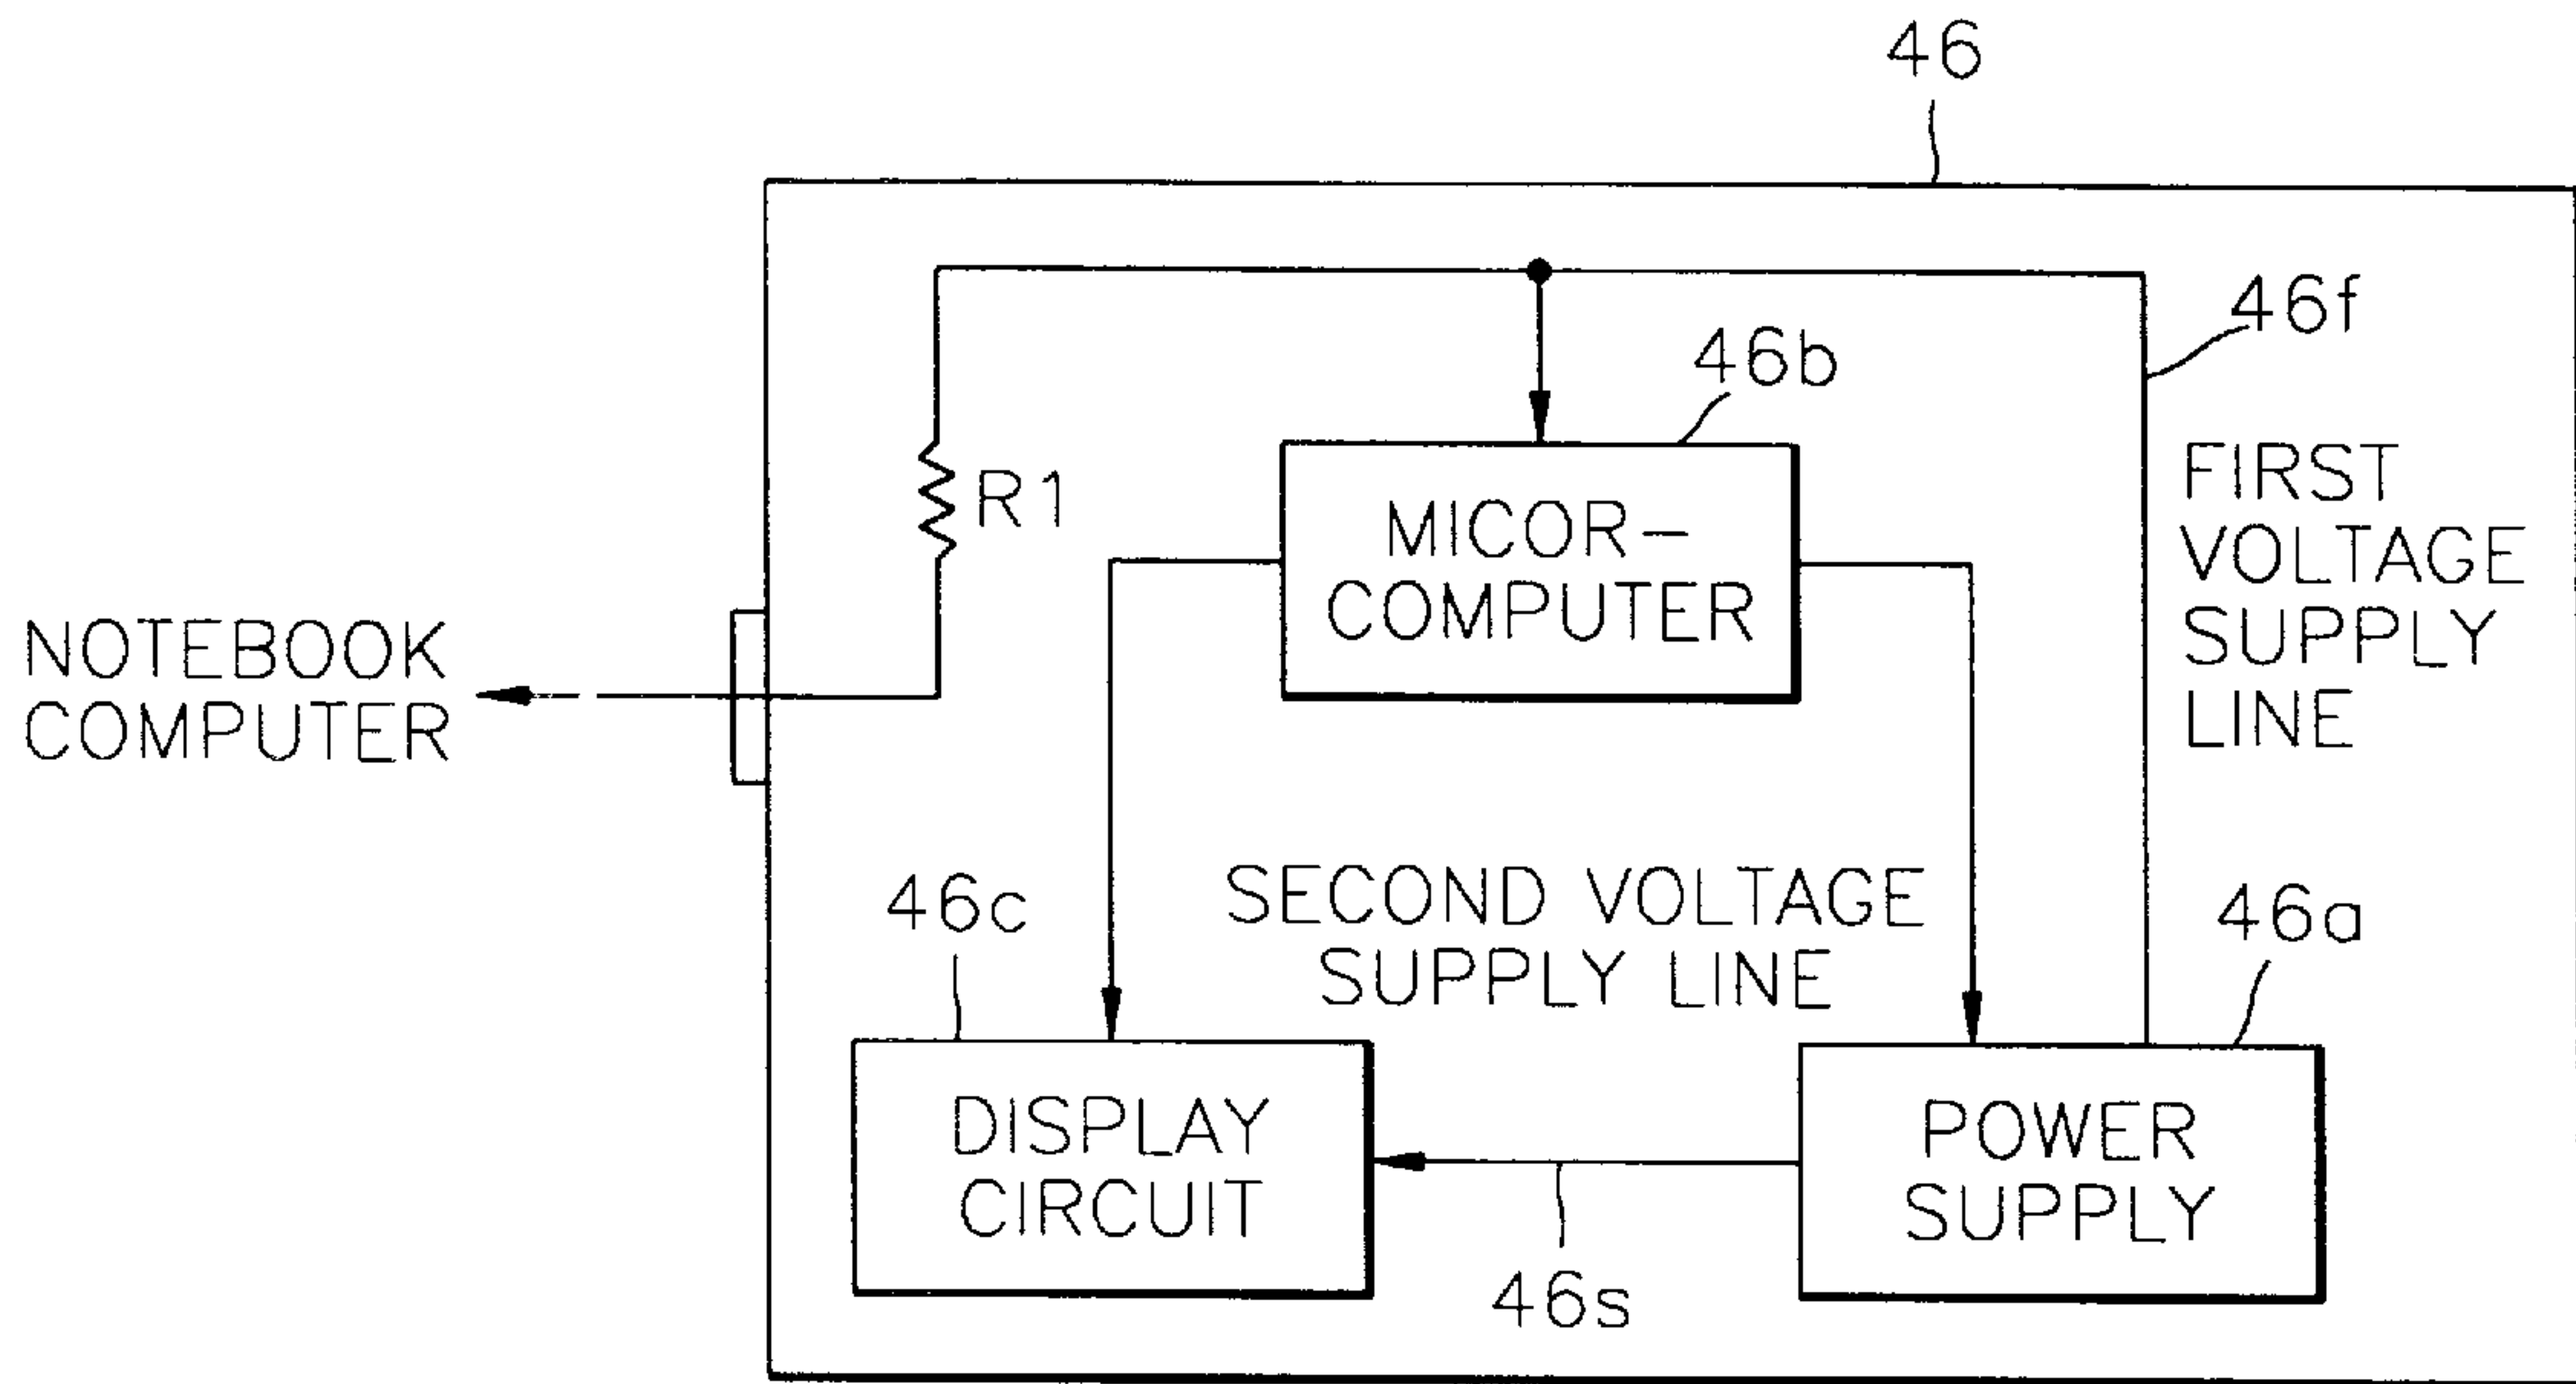 46
46f
46b
FIRST
VOLTAGE
SUPPLY
LINE
R1
MICOR-
COMPUTER
NOTEBOOK
COMPUTER
SECOND VOLTAGE
SUPPLY LINE
46c
46a
DISPLAY
CIRCUIT
POWER
SUPPLY
46s